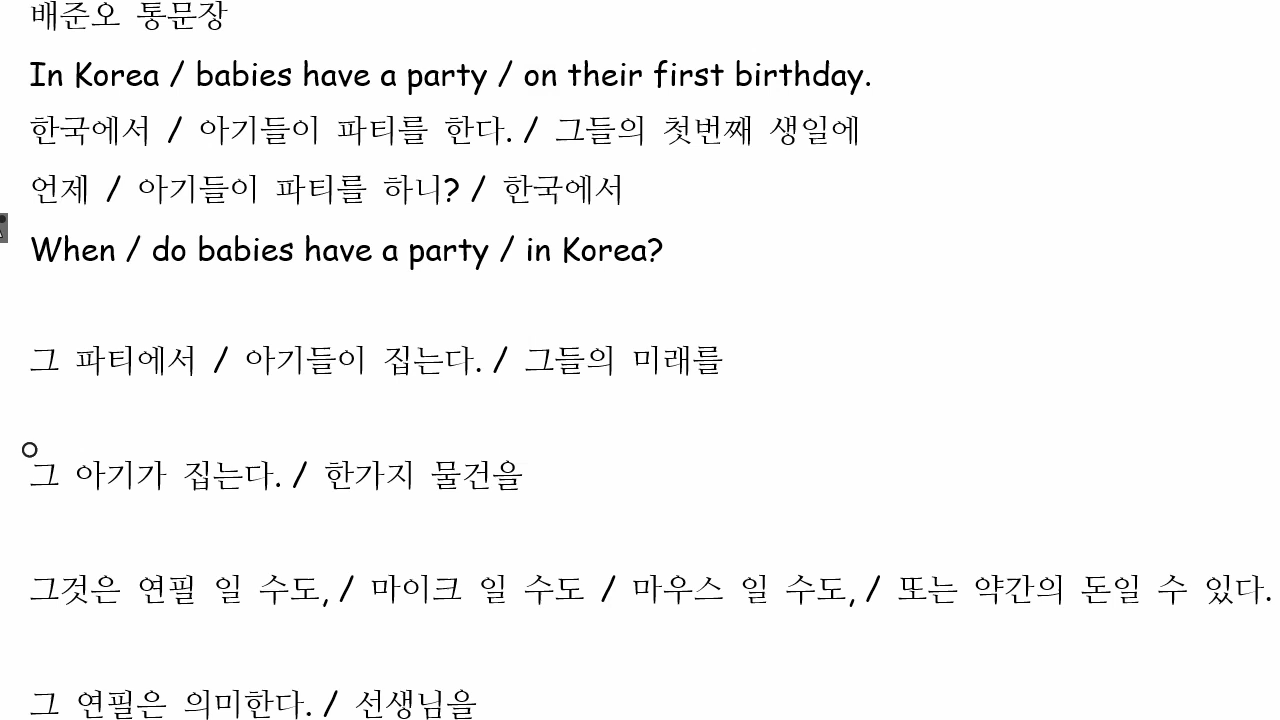 배준오 통문장
In Korea / babies have a party / on their first birthday.
한국에서 / 아기들이 파티를 한다. / 그들의 첫번째 생일에
언제 / 아기들이 파티를 하니? / 한국에서
When / do babies have a party / in Korea?
그 파티에서 / 아기들이 집는다. / 그들의 미래를
그 아기가 집는다. / 한가지 물건을
그것은 연필 일 수도, / 마이크 일 수도 / 마우스 일 수도, / 또는 약간의 돈일 수 있다.
그 연필은 의미한다. / 선생님을